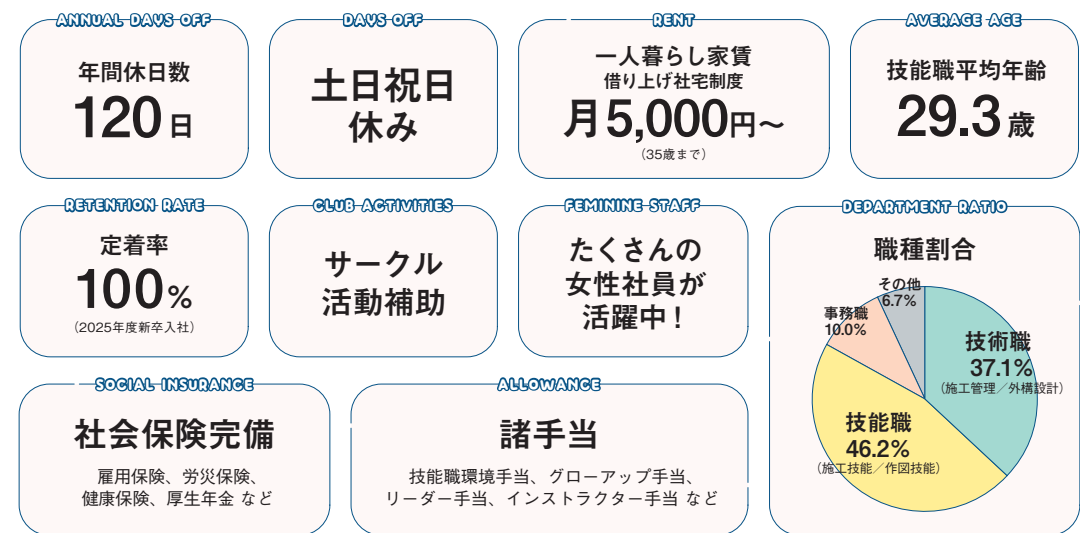 ANNUAL DAYS OFF
年間休日数
120日
DAYS OFF
土日祝日
休み
RENT
一人暮らし家賃
借り上げ社宅制度
月5,000円～
（35歳まで）
AVERAGE AGE
技能職平均年齢
29.3歳
RETENTION RATE
定着率
100%
（2025年度新卒入社）
CLUB ACTIVITIES
サークル
活動補助
FEMININE STAFF
たくさんの
女性社員が
活躍中！
DEPARTMENT RATIO
職種割合
その他
6.7%
事務職
10.0%
技術職
37.1%
（施工管理／外構設計）
技能職
46.2%
（施工技能／作図技能）
SOCIAL INSURANCE
社会保険完備
雇用保険、労災保険、
健康保険、厚生年金 など
ALLOWANCE
諸手当
技能職環境手当、グローアップ手当、
リーダー手当、インストラクター手当 など